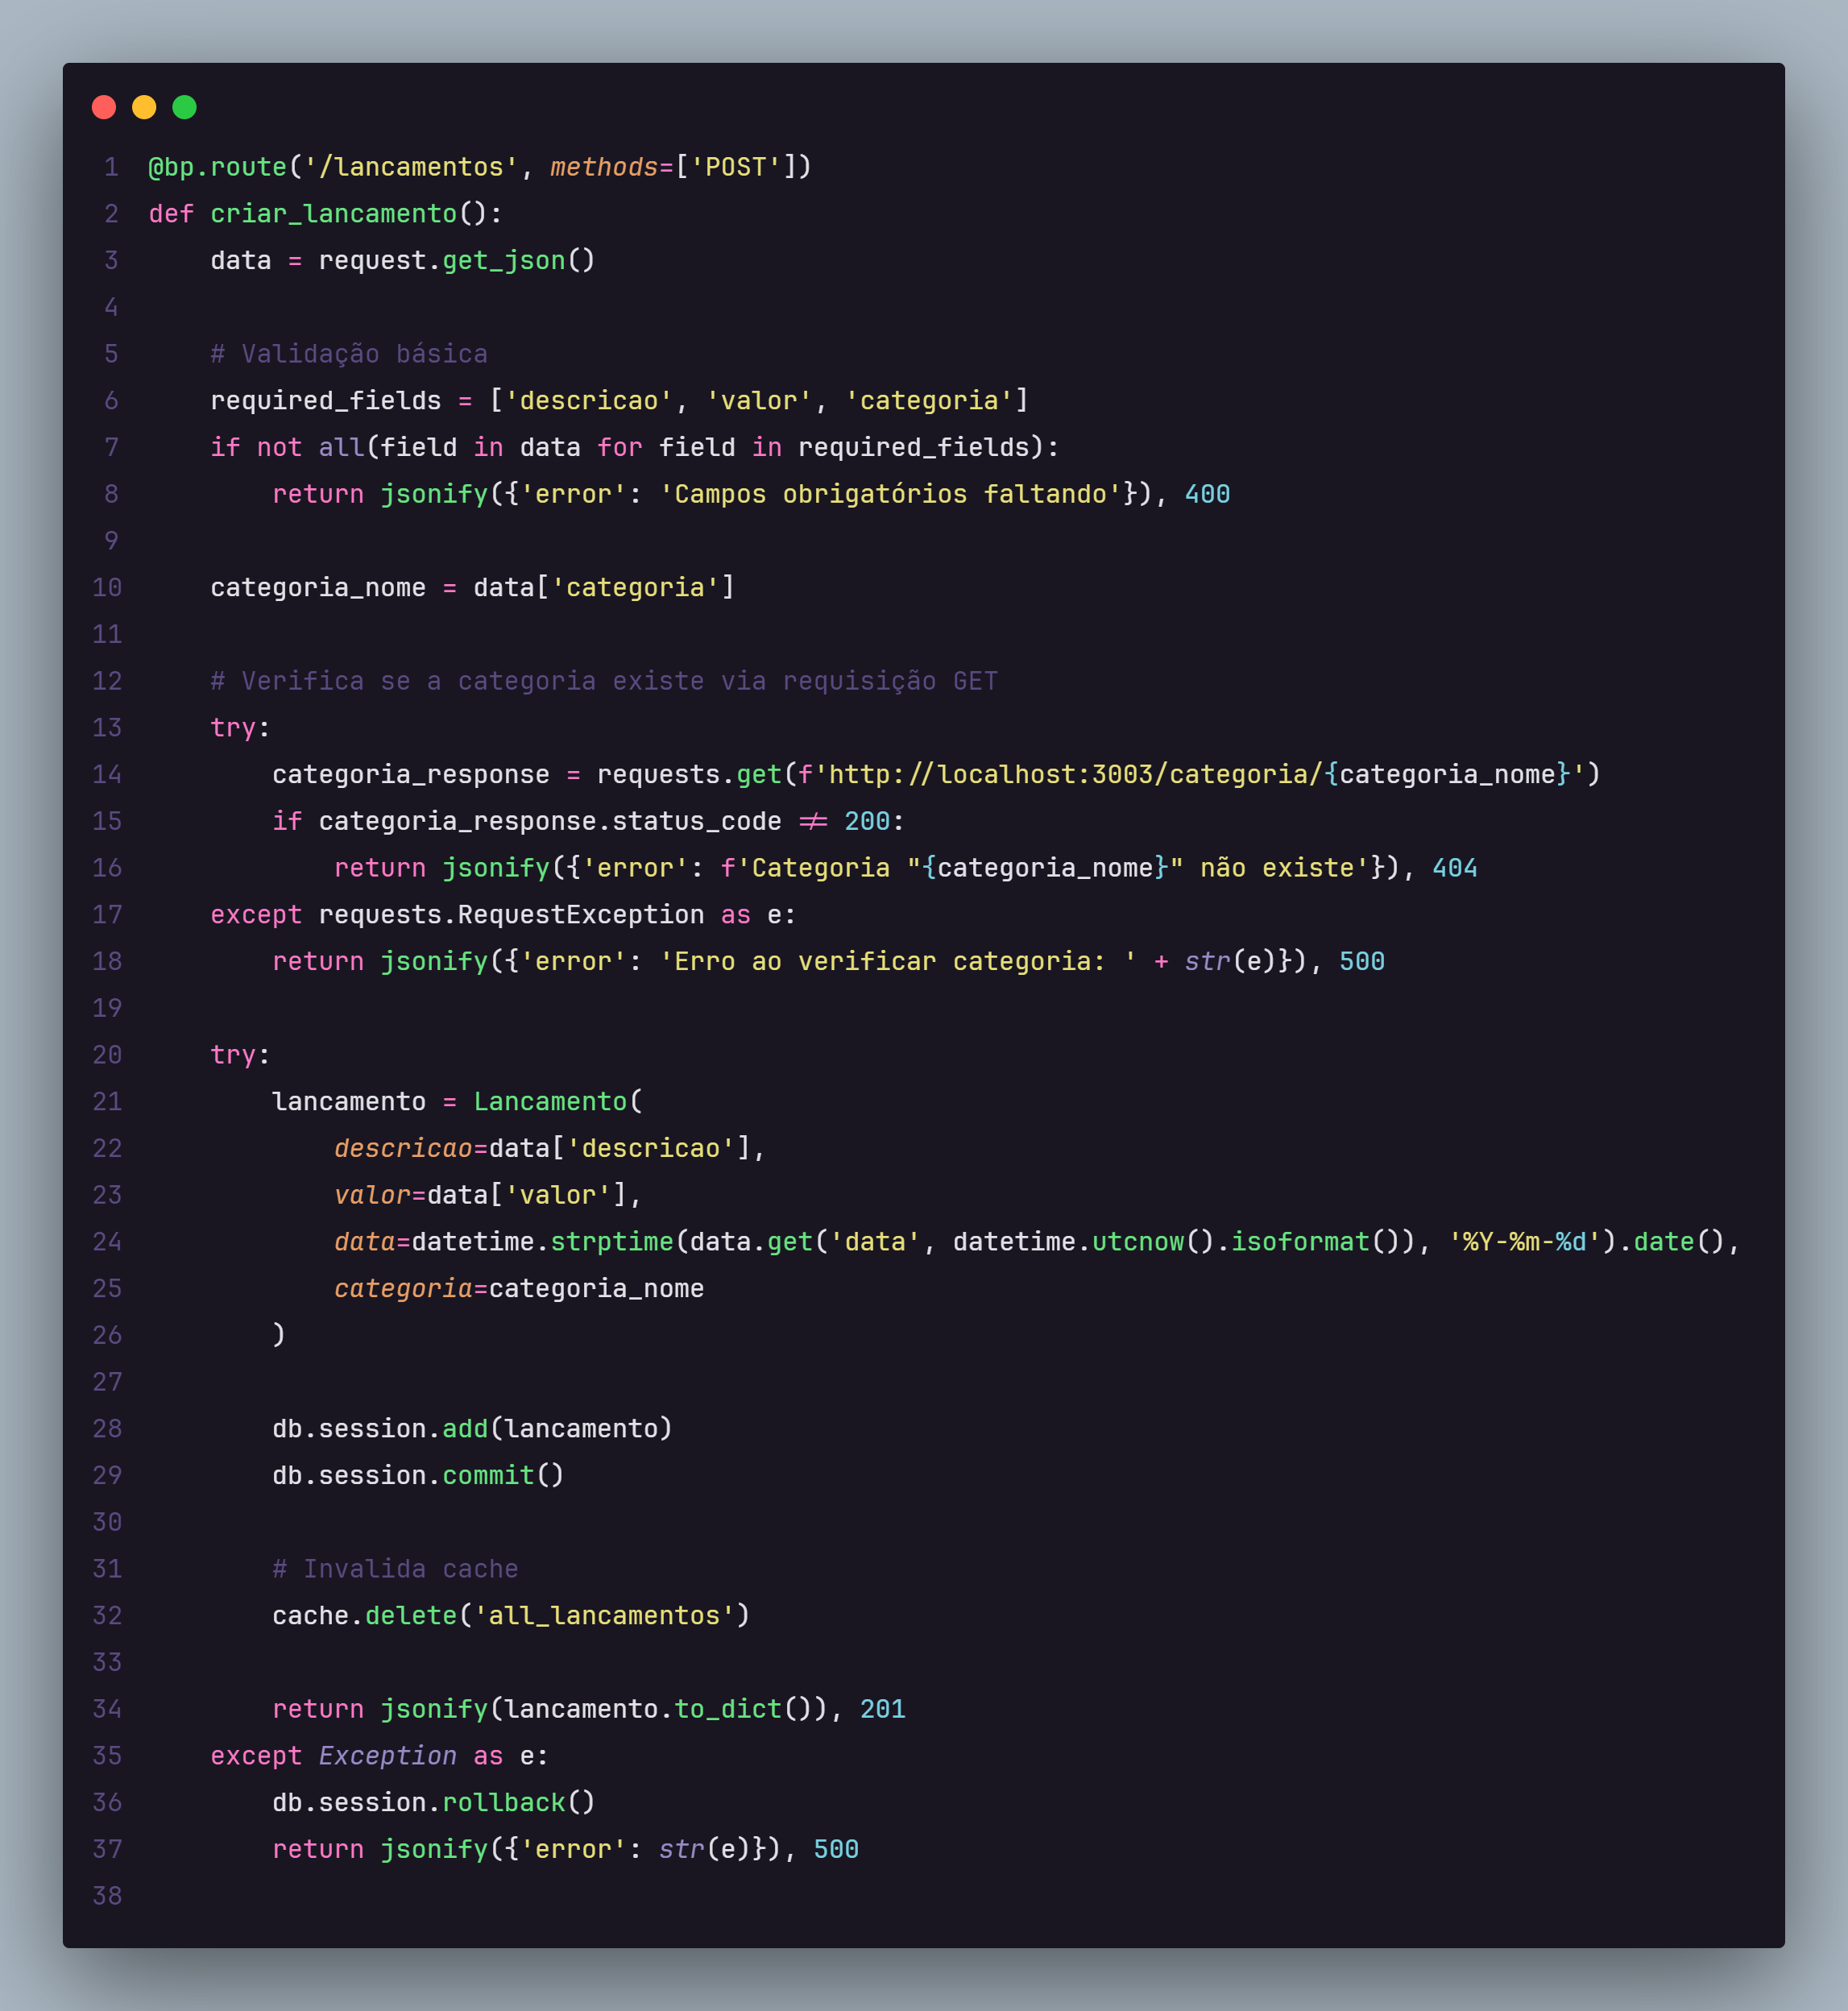 1 @bp.route('/lancamentos', methods=['POST'])
2 def criar_lancamento():
3     data = request.get_json()
4
5     # Validação básica
6     required_fields = ['descricao', 'valor', 'categoria']
7     if not all(field in data for field in required_fields):
8         return jsonify({'error': 'Campos obrigatórios faltando'}), 400
9
10     categoria_nome = data['categoria']
11
12     # Verifica se a categoria existe via requisição GET
13     try:
14         categoria_response = requests.get(f'http://localhost:3003/categoria/{categoria_nome}')
15         if categoria_response.status_code != 200:
16             return jsonify({'error': f'Categoria "{categoria_nome}" não existe'}), 404
17     except requests.RequestException as e:
18         return jsonify({'error': 'Erro ao verificar categoria: ' + str(e)}), 500
19
20     try:
21         lancamento = Lancamento(
22             descricao=data['descricao'],
23             valor=data['valor'],
24             data=datetime.strptime(data.get('data', datetime.utcnow().isoformat()), '%Y-%m-%d').date(),
25             categoria=categoria_nome
26         )
27
28         db.session.add(lancamento)
29         db.session.commit()
30
31         # Invalida cache
32         cache.delete('all_lancamentos')
33
34         return jsonify(lancamento.to_dict()), 201
35     except Exception as e:
36         db.session.rollback()
37         return jsonify({'error': str(e)}), 500
38